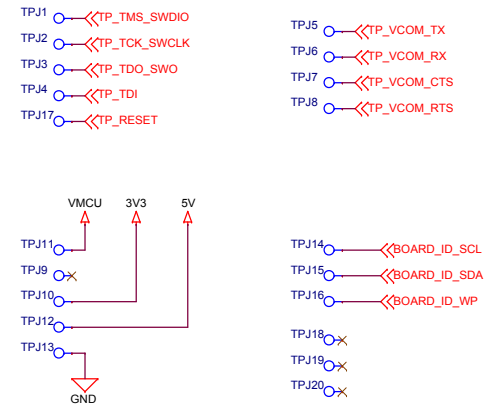 TPJ1 TP_TMS_SWDIO
TPJ2 TP_TCK_SWCLK
TPJ3 TP_TDO_SWO
TPJ4 TP_TDI
TPJ17 TP_RESET
TPJ5 TP_VCOM_TX
TPJ6 TP_VCOM_RX
TPJ7 TP_VCOM_CTS
TPJ8 TP_VCOM_RTS
VMCU 3V3 5V
TPJ11
TPJ9
TPJ10
TPJ12
TPJ13
GND
TPJ14 BOARD_ID_SCL
TPJ15 BOARD_ID_SDA
TPJ16 BOARD_ID_WP
TPJ18
TPJ19
TPJ20